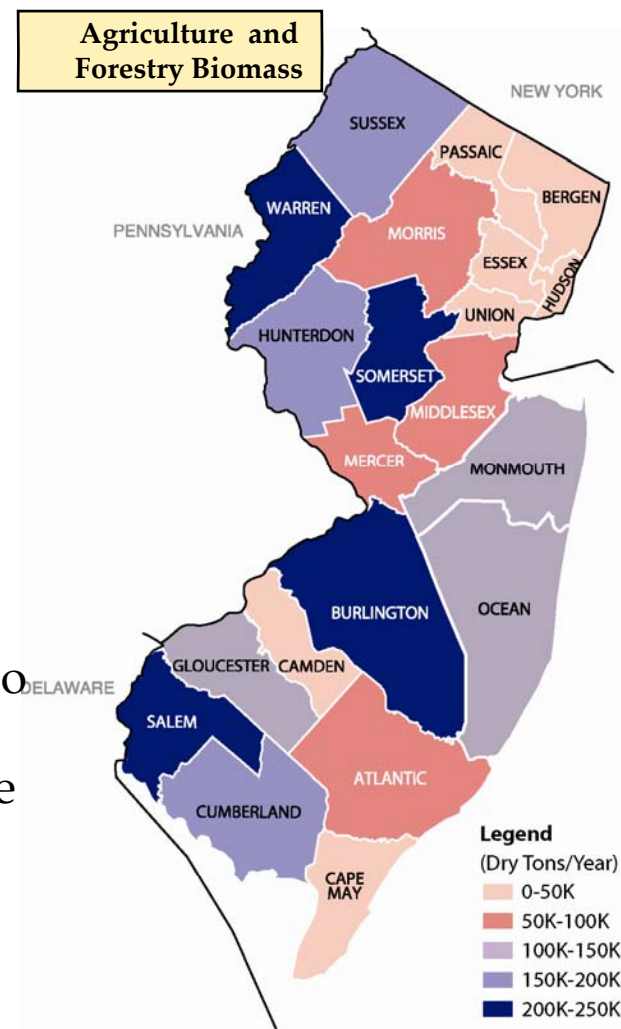 Agriculture and
Forestry Biomass
NEW YORK
SUSSEX
PASSAIC
BERGEN
WARREN
PENNSYLVANIA
MORRIS
ESSEX
HUDSON
UNION
HUNTERDON
SOMERSET
MIDDLESEX
MERCER
MONMOUTH
BURLINGTON
OCEAN
GLOUCESTER
CAMDEN
o
DELAWARE
SALEM
ATLANTIC
e
CUMBERLAND
CAPE
MAY
Legend
(Dry Tons/Year)
0-50K
50K-100K
100K-150K
150K-200K
200K-250K